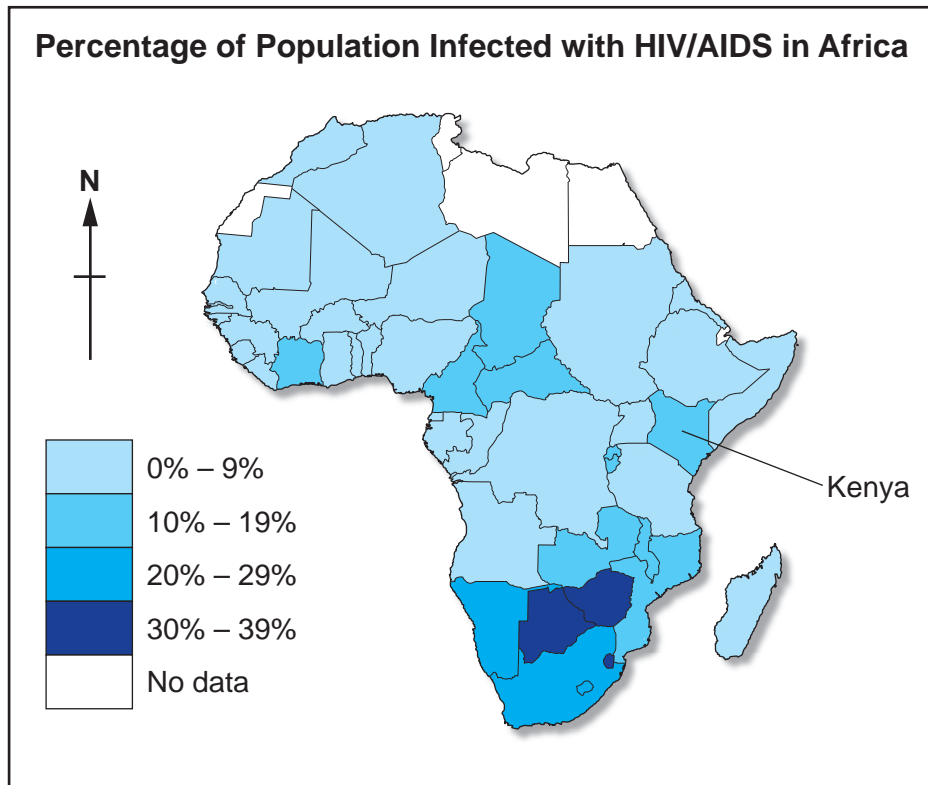 Percentage of Population Infected with HIV/AIDS in Africa
N
0% – 9%
10% – 19%
20% – 29%
30% – 39%
No data
Kenya